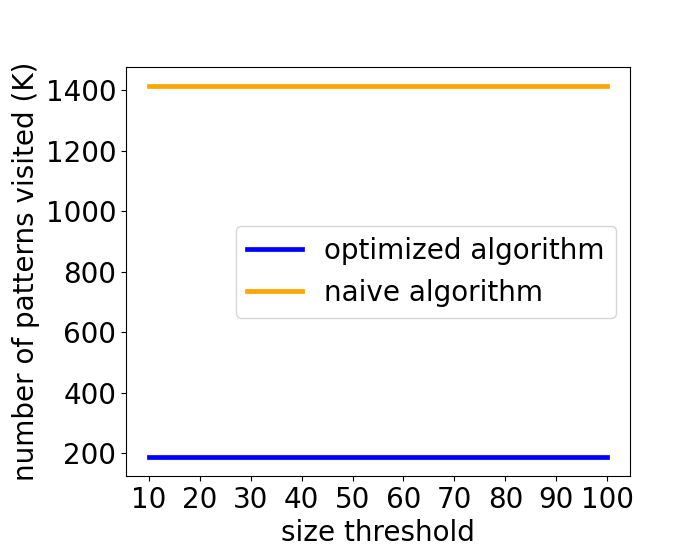 number of patterns visited (K)
1400
1200
1000
800
600
400
200
optimized algorithm
naive algorithm
10 20 30 40 50 60 70 80 90 100
size threshold